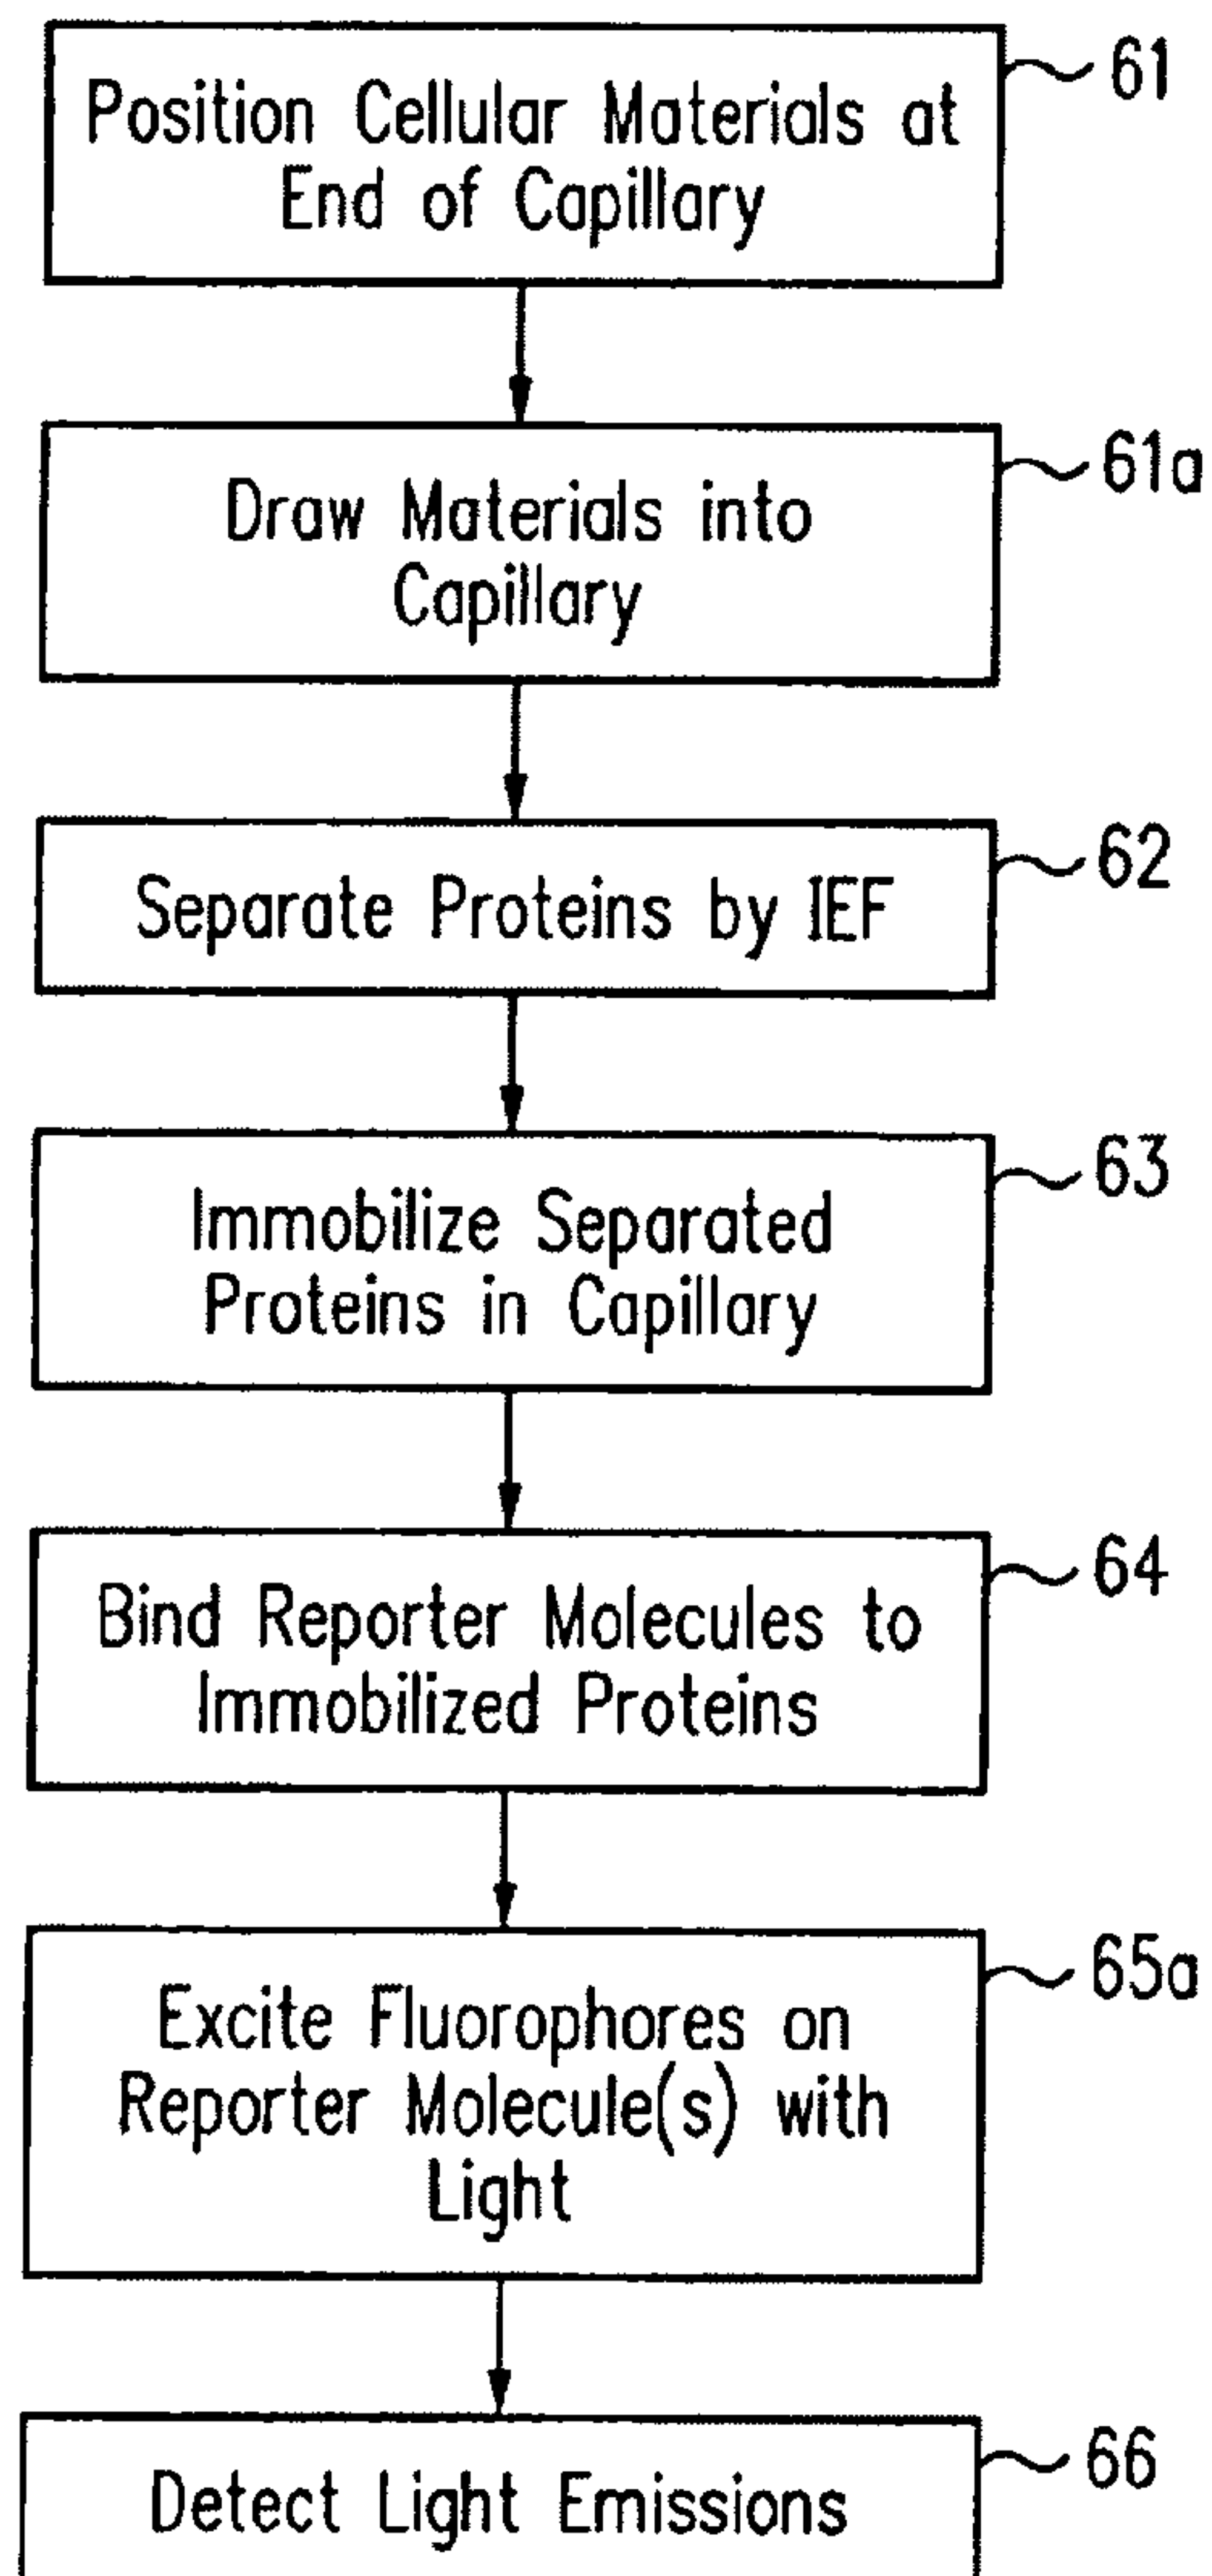 Position Cellular Materials at
End of Capillary
61
Draw Materials into
Capillary
61a
Separate Proteins by IEF
62
Immobilize Separated
Proteins in Capillary
63
Bind Reporter Molecules to
Immobilized Proteins
64
Excite Fluorophores on
Reporter Molecule(s) with
Light
65a
Detect Light Emissions
66